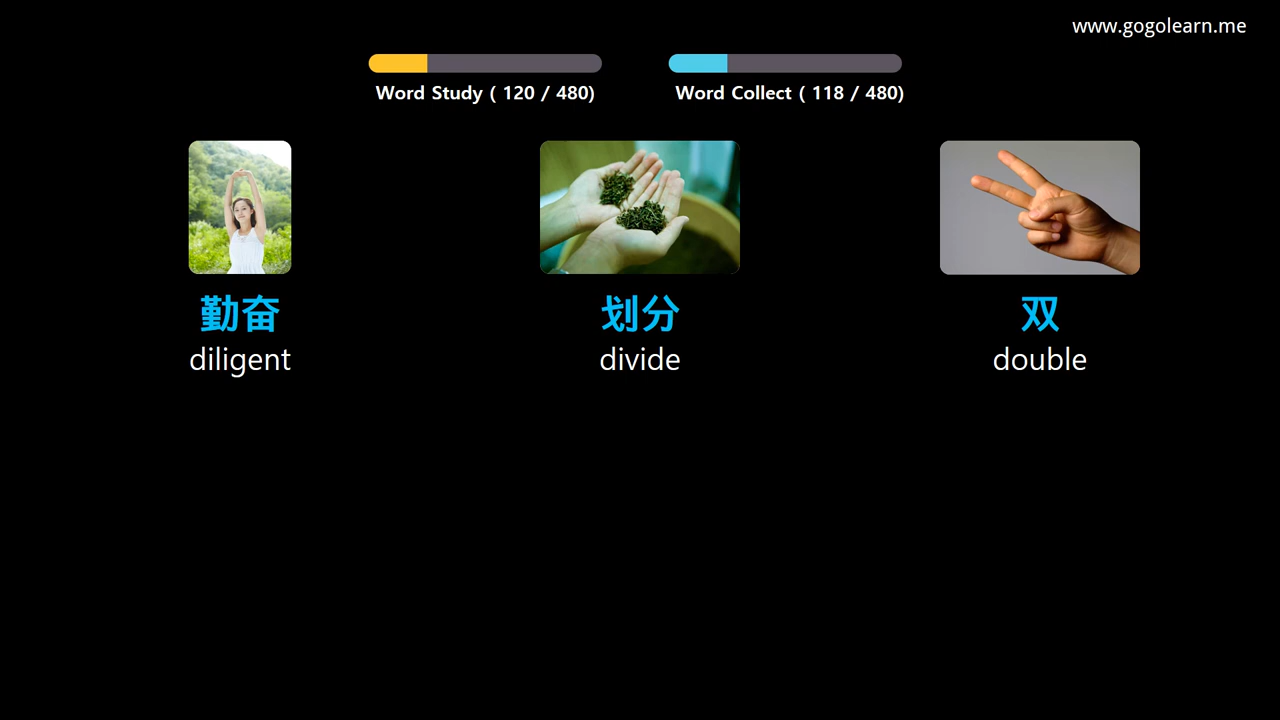 www.gogolearn.me
Word Study ( 120 / 480)
Word Collect ( 118 / 480)
勤奋
划分
双
diligent
divide
double